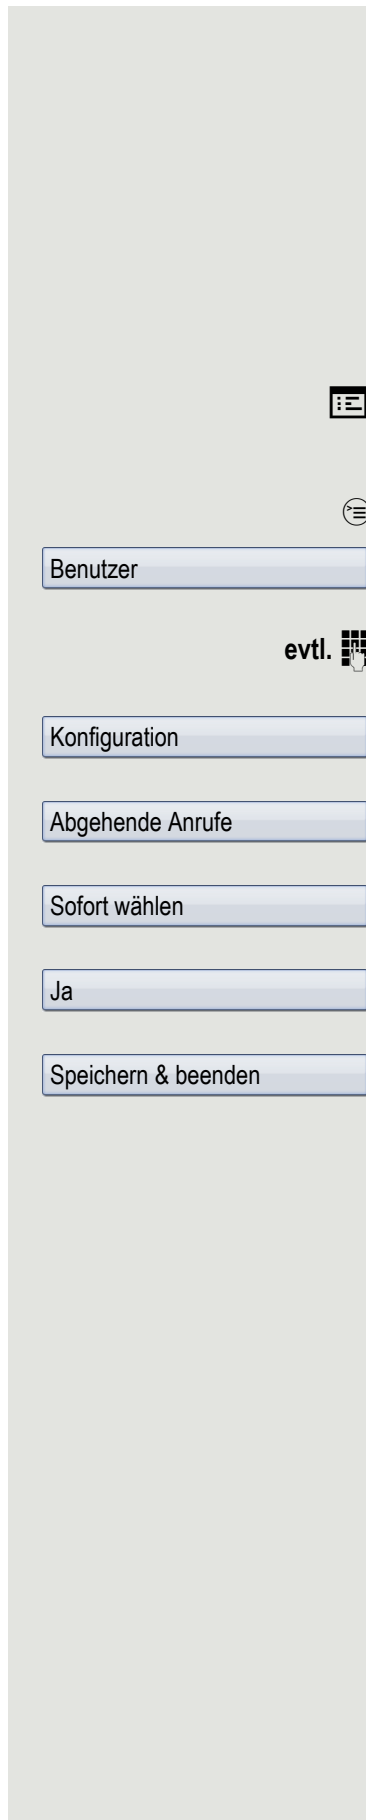 Benutzer
evtl.
Konfiguration
Abgehende Anrufe
Sofort wählen
Ja
Speichern & beenden